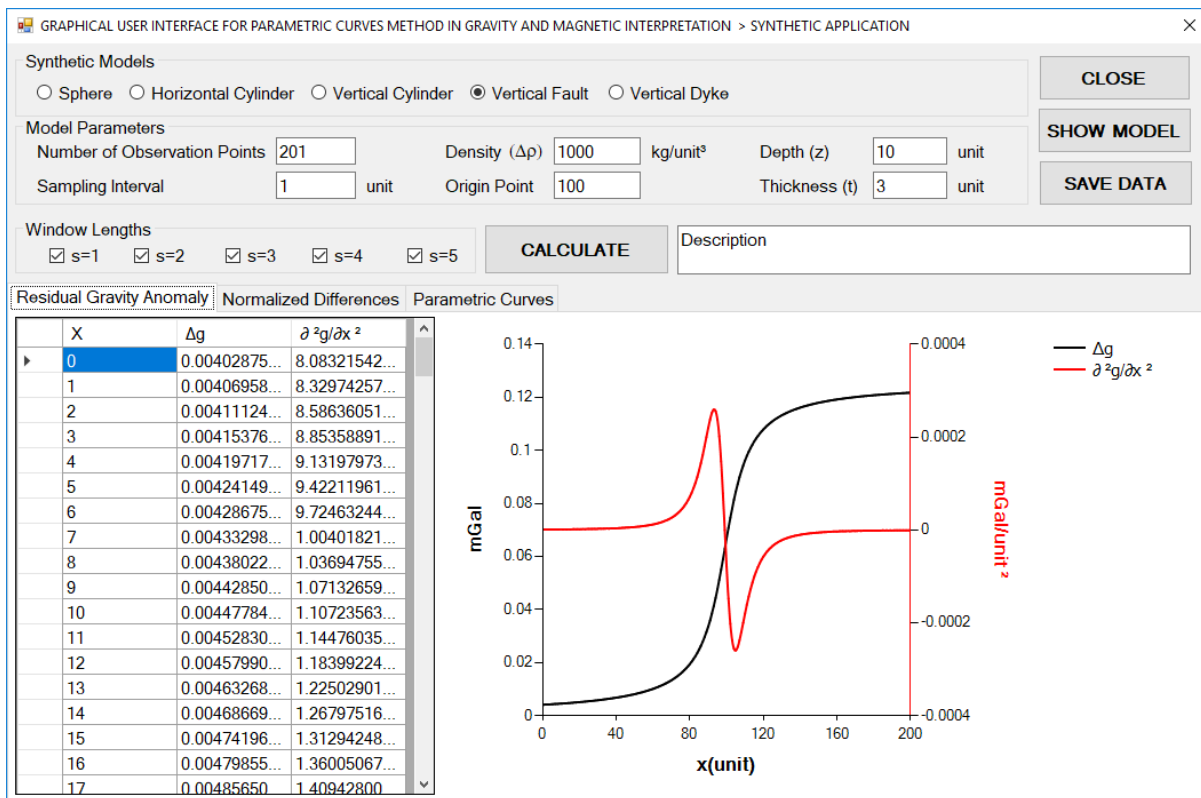 GRAPHICAL USER INTERFACE FOR PARAMETRIC CURVES METHOD IN GRAVITY AND MAGNETIC INTERPRETATION > SYNTHETIC APPLICATION
Synthetic Models
Sphere Horizontal Cylinder Vertical Cylinder Vertical Fault Vertical Dyke
CLOSE
Model Parameters
Number of Observation Points 201 Density (Δρ) 1000 kg/unit³ Depth (z) 10 unit
SHOW MODEL
Sampling Interval 1 unit Origin Point 100 Thickness (t) 3 unit
SAVE DATA
Window Lengths
s=1 s=2 s=3 s=4 s=5
CALCULATE
Description
Residual Gravity Anomaly Normalized Differences Parametric Curves
X Δg ∂ ²g/∂x ²
0 0.00402875... 8.08321542...
1 0.00406958... 8.32974257...
2 0.00411124... 8.58636051...
3 0.00415376... 8.85358891...
4 0.00419717... 9.13197973...
5 0.00424149... 9.42211961...
6 0.00428675... 9.72463244...
7 0.00433298... 1.00401821...
8 0.00438022... 1.03694755...
9 0.00442850... 1.07132659...
10 0.00447784... 1.10723563...
11 0.00452830... 1.14476035...
12 0.00457990... 1.18399224...
13 0.00463268... 1.22502901...
14 0.00468669... 1.26797516...
15 0.00474196... 1.31294248...
16 0.00479855... 1.36005067...
17 0.00485650... 1.40942800...
mGal
0.14
0.12
0.1
0.08
0.06
0.04
0.02
0
0 40 80 120 160 200
x(unit)
0.0004
0.0002
0
-0.0002
-0.0004
mGal/unit ²
Δg
∂ ²g/∂x ²